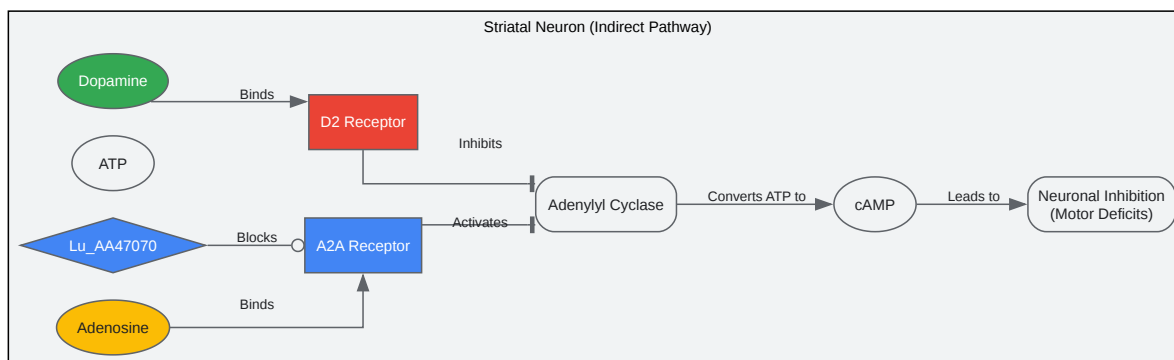 Striatal Neuron (Indirect Pathway)
Dopamine
Binds
D2 Receptor
Inhibits
ATP
Adenylyl Cyclase
Converts ATP to
cAMP
Leads to
Neuronal Inhibition
(Motor Deficits)
Lu_AA47070
Blocks
A2A Receptor
Activates
Adenosine
Binds